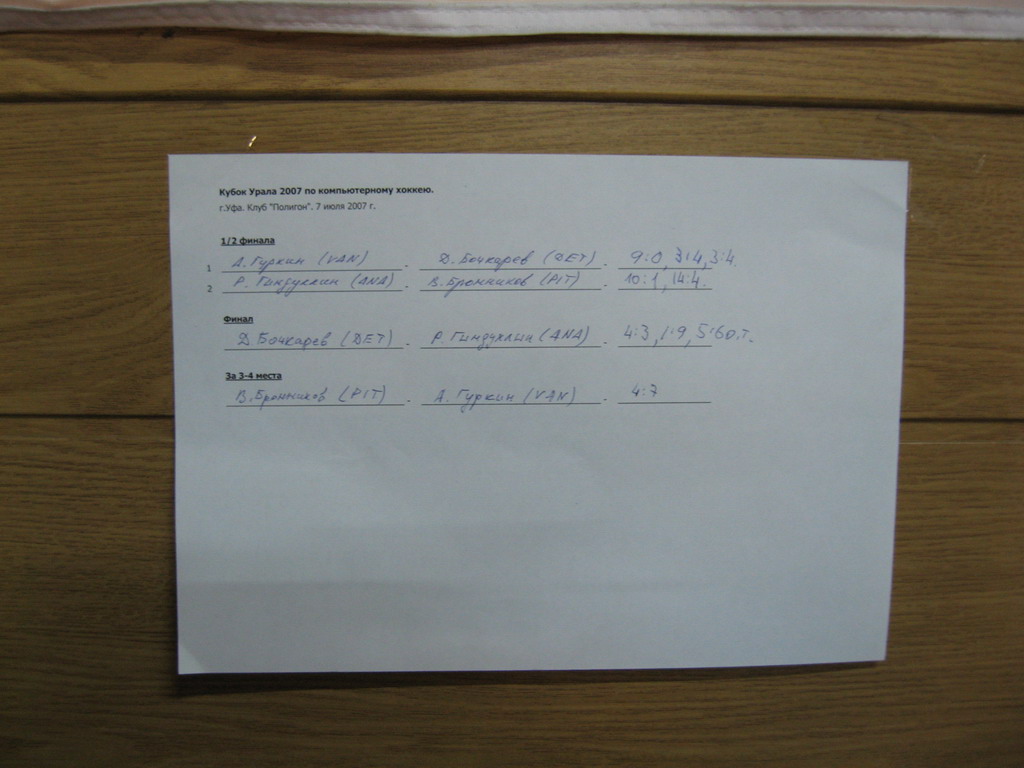 Кубок Урала 2007 по компьютерному хоккею.
г.Уфа. Клуб "Полигон". 7 июля 2007 г.
1/2 финала
1 А. Гуркин (VAN) - Д. Бочкарев (DET) - 9:0, 3:4, 3:4.
2 Р. Гиндуллин (ANA) - В. Бронников (PIT) - 10:1, 14:4.
Финал
Д. Бочкарев (DET) - Р. Гиндуллин (ANA) - 4:3, 1:9, 5:6 о.т.
За 3-4 места
В. Бронников (PIT) - А. Гуркин (VAN) - 4:7